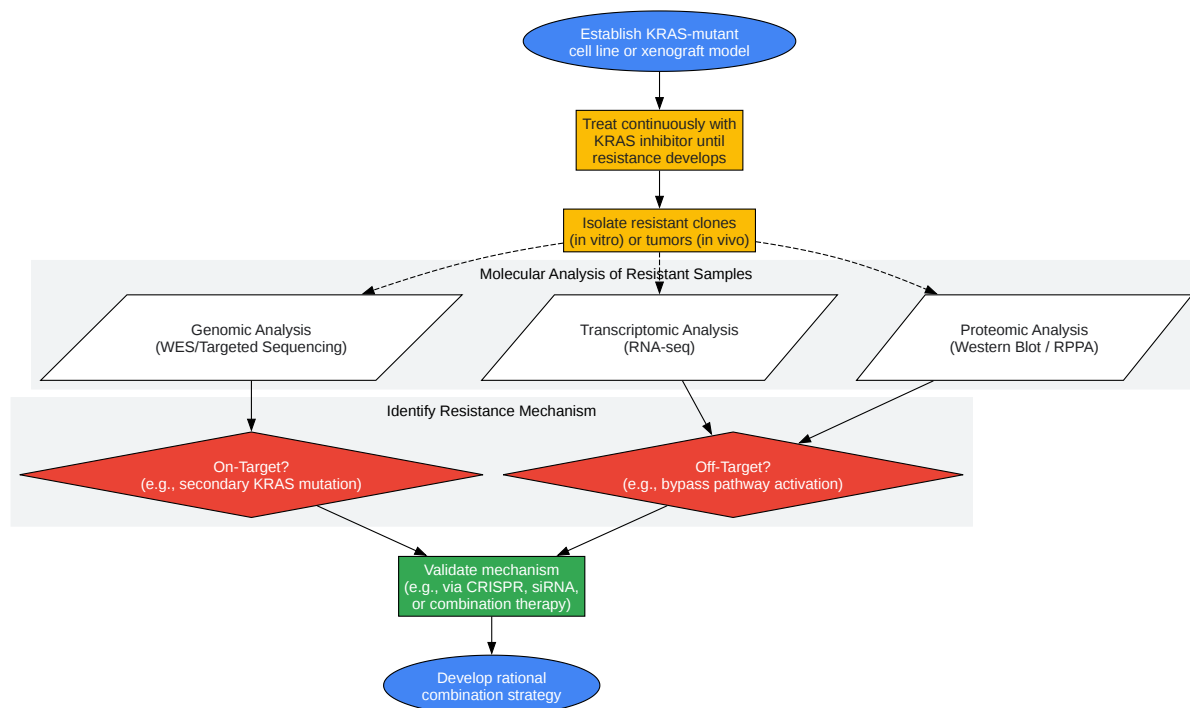 Establish KRAS-mutant
cell line or xenograft model
Treat continuously with
KRAS inhibitor until
resistance develops
Isolate resistant clones
(in vitro) or tumors (in vivo)
Molecular Analysis of Resistant Samples
Genomic Analysis
(WES/Targeted Sequencing)
Transcriptomic Analysis
(RNA-seq)
Proteomic Analysis
(Western Blot / RPPA)
Identify Resistance Mechanism
On-Target?
(e.g., secondary KRAS mutation)
Off-Target?
(e.g., bypass pathway activation)
Validate mechanism
(e.g., via CRISPR, siRNA,
or combination therapy)
Develop rational
combination strategy